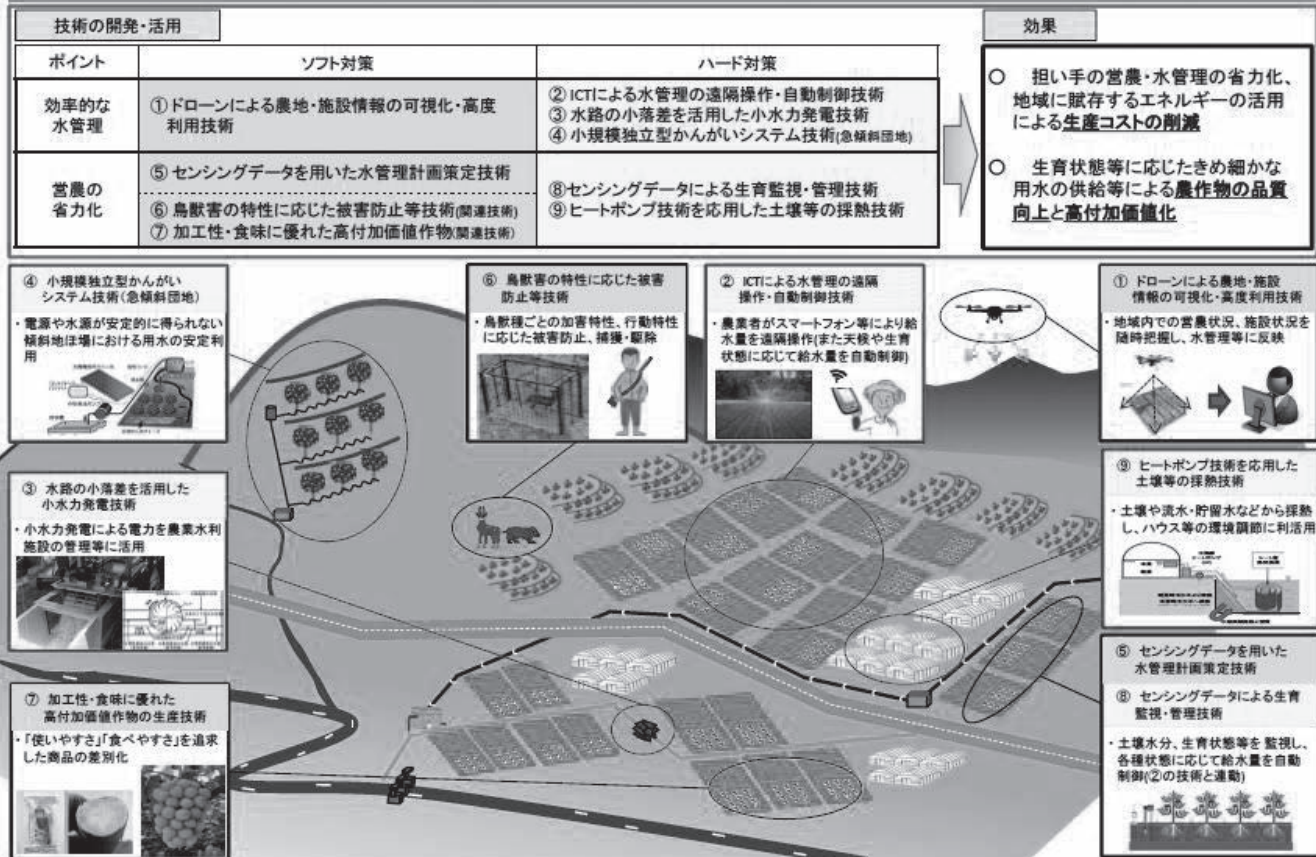 技術の開発・活用
効果
ポイント
ソフト対策
ハード対策
効率的な
水管理
①ドローンによる農地・施設情報の可視化・高度
利用技術
② ICTによる水管理の遠隔操作・自動制御技術
③ 水路の小落差を活用した小水力発電技術
④ 小規模独立型かんがいシステム技術(急傾斜団地)
営農の
省力化
⑤ センシングデータを用いた水管理計画策定技術
⑥ 鳥獣害の特性に応じた被害防止等技術(関連技術)
⑦ 加工性・食味に優れた高付加価値作物(関連技術)
⑧センシングデータによる生育監視・管理技術
⑨ヒートポンプ技術を応用した土壌等の採熱技術
○ 担い手の営農・水管理の省力化、
地域に賦存するエネルギーの活用
による生産コストの削減
○ 生育状態等に応じたきめ細かな
用水の供給等による農作物の品質
向上と高付加価値化
④ 小規模独立型かんがい
システム技術(急傾斜団地)
・電源や水源が安定的に得られない
傾斜地ほ場における用水の安定利
用
⑥ 鳥獣害の特性に応じた被害
防止等技術
・鳥獣種ごとの加害特性、行動特性
に応じた被害防止、捕獲・駆除
② ICTによる水管理の遠隔
操作・自動制御技術
・農業者がスマートフォン等により給
水量を遠隔操作(また天候や生育
状態に応じて給水量を自動制御)
① ドローンによる農地・施設
情報の可視化・高度利用技術
・地域内での営農状況、施設状況を
随時把握し、水管理等に反映
③ 水路の小落差を活用した
小水力発電技術
・小水力発電による電力を農業水利
施設の管理等に活用
⑨ ヒートポンプ技術を応用した
土壌等の採熱技術
・土壌や流水・貯留水などから採熱
し、ハウス等の環境調節に利活用
⑦ 加工性・食味に優れた
高付加価値作物の生産技術
・「使いやすさ」「食べやすさ」を追求
した商品の差別化
⑤ センシングデータを用いた
水管理計画策定技術
⑧ センシングデータによる生育
監視・管理技術
・土壌水分、生育状態等を 監視し、
各種状態に応じて給水量を自動
制御(②の技術と連動)